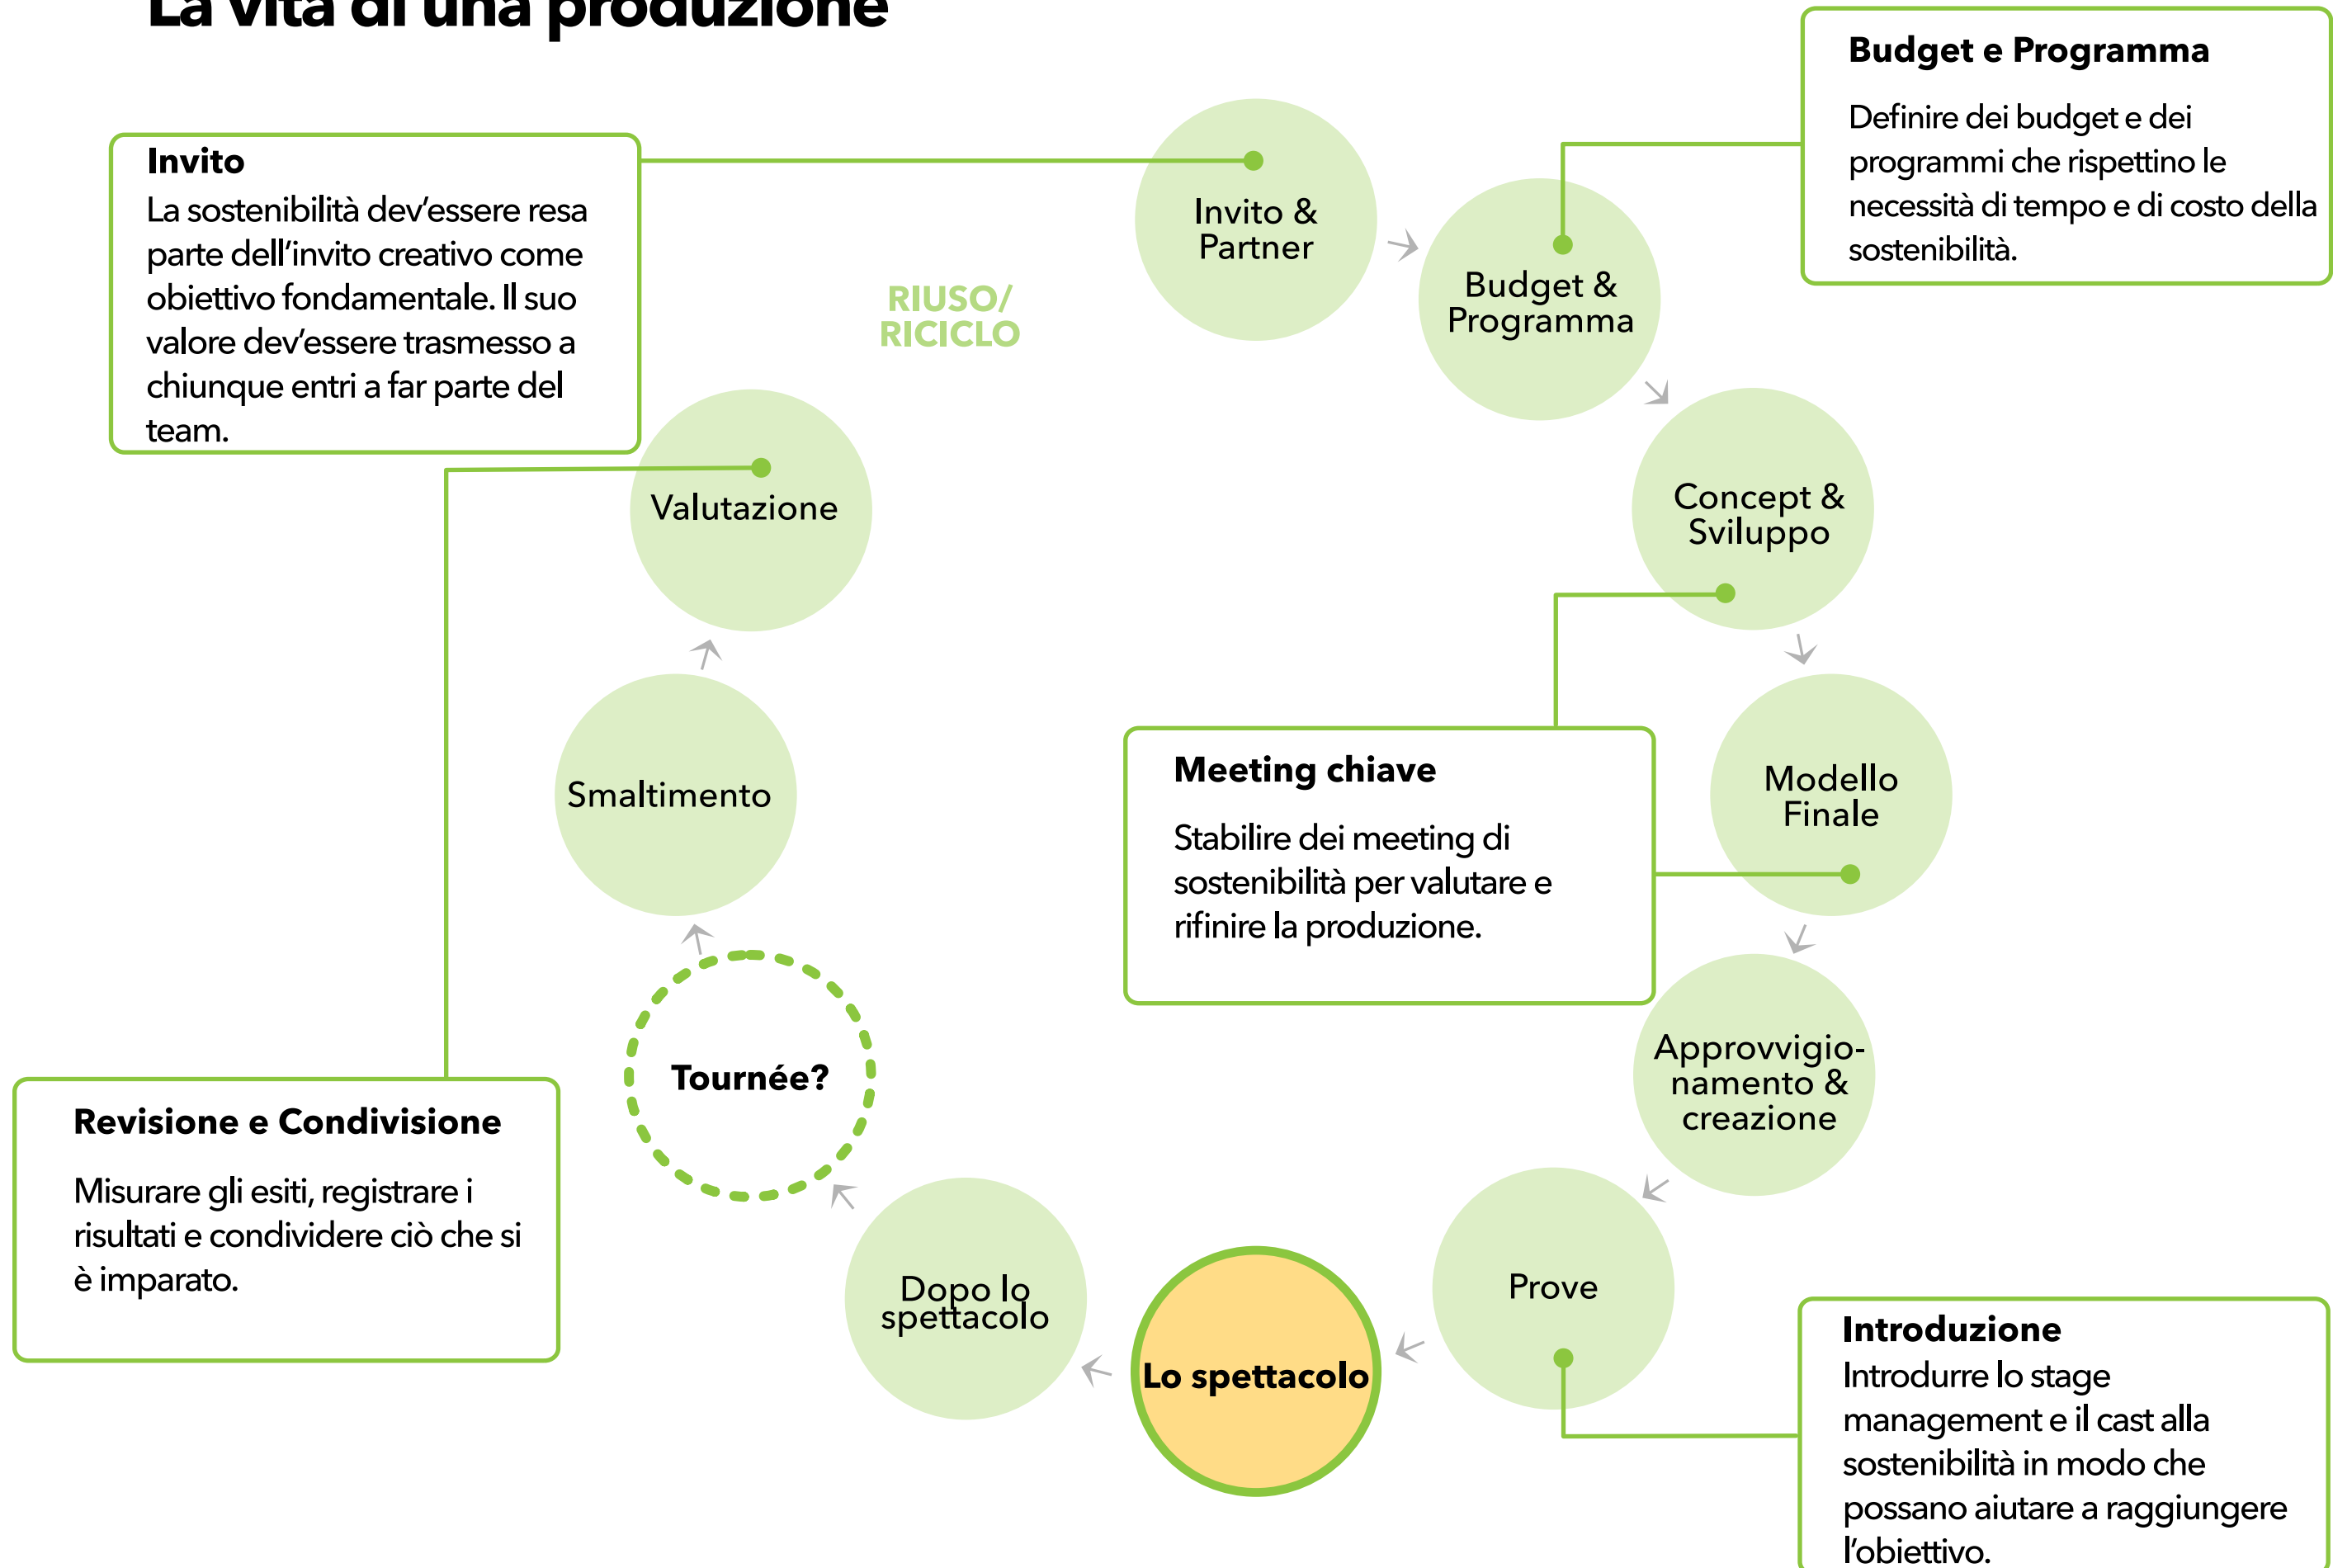 La vita di una produzione
Invito
La sostenibilità dev’essere resa
parte dell’invito creativo come
obiettivo fondamentale. Il suo
valore dev’essere trasmesso a
chiunque entri a far parte del
team.
RIUSO/
RICICLO
Invito &
Partner
Budget &
Programma
Budget e Programma
Definire dei budget e dei
programmi che rispettino le
necessità di tempo e di costo della
sostenibilità.
Concept &
Sviluppo
Modello
Finale
Meeting chiave
Stabilire dei meeting di
sostenibilità per valutare e
rifinire la produzione.
Approvvigio-
namento &
creazione
Prove
Introduzione
Introdurre lo stage
management e il cast alla
sostenibilità in modo che
possano aiutare a raggiungere
l’obiettivo.
Lo spettacolo
Dopo lo
spettacolo
Tournée?
Smaltimento
Valutazione
Revisione e Condivisione
Misurare gli esiti, registrare i
risultati e condividere ciò che si
è imparato.